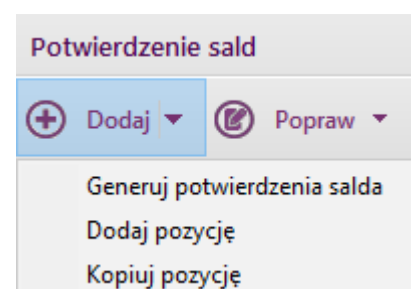 Potwierdzenie sald
Dodaj Popraw
Generuj potwierdzenia salda
Dodaj pozycję
Kopiuj pozycję